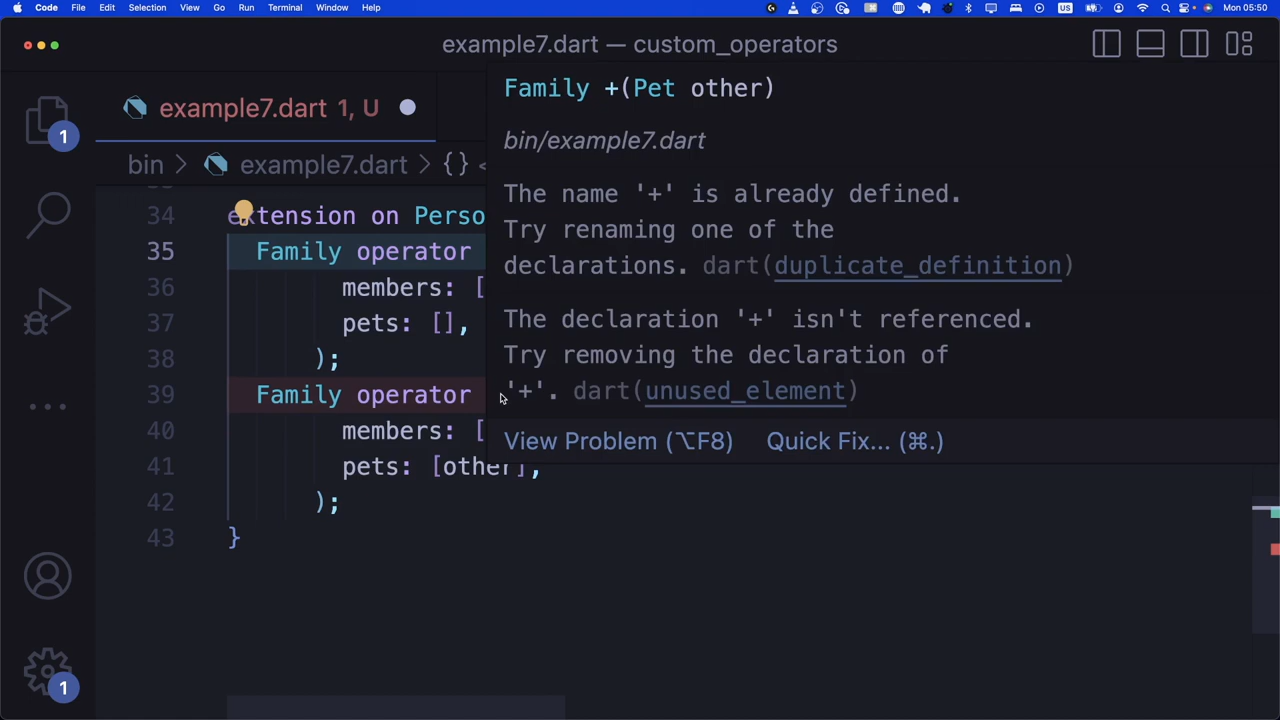 Code File Edit Selection View Go Run Terminal Window Help US Mon 05:50
example7.dart — custom_operators
example7.dart 1, U
bin > example7.dart > {} <
Family +(Pet other)
bin/example7.dart
The name '+' is already defined.
Try renaming one of the
declarations. dart(duplicate_definition)
The declaration '+' isn't referenced.
Try removing the declaration of
'+'. dart(unused_element)
View Problem (⌥F8) Quick Fix... (⌘.)
34 extension on Perso
35 Family operator
36 members: [
37 pets: [],
38 );
39 Family operator
40 members: [
41 pets: [other],
42 );
43 }
1
1